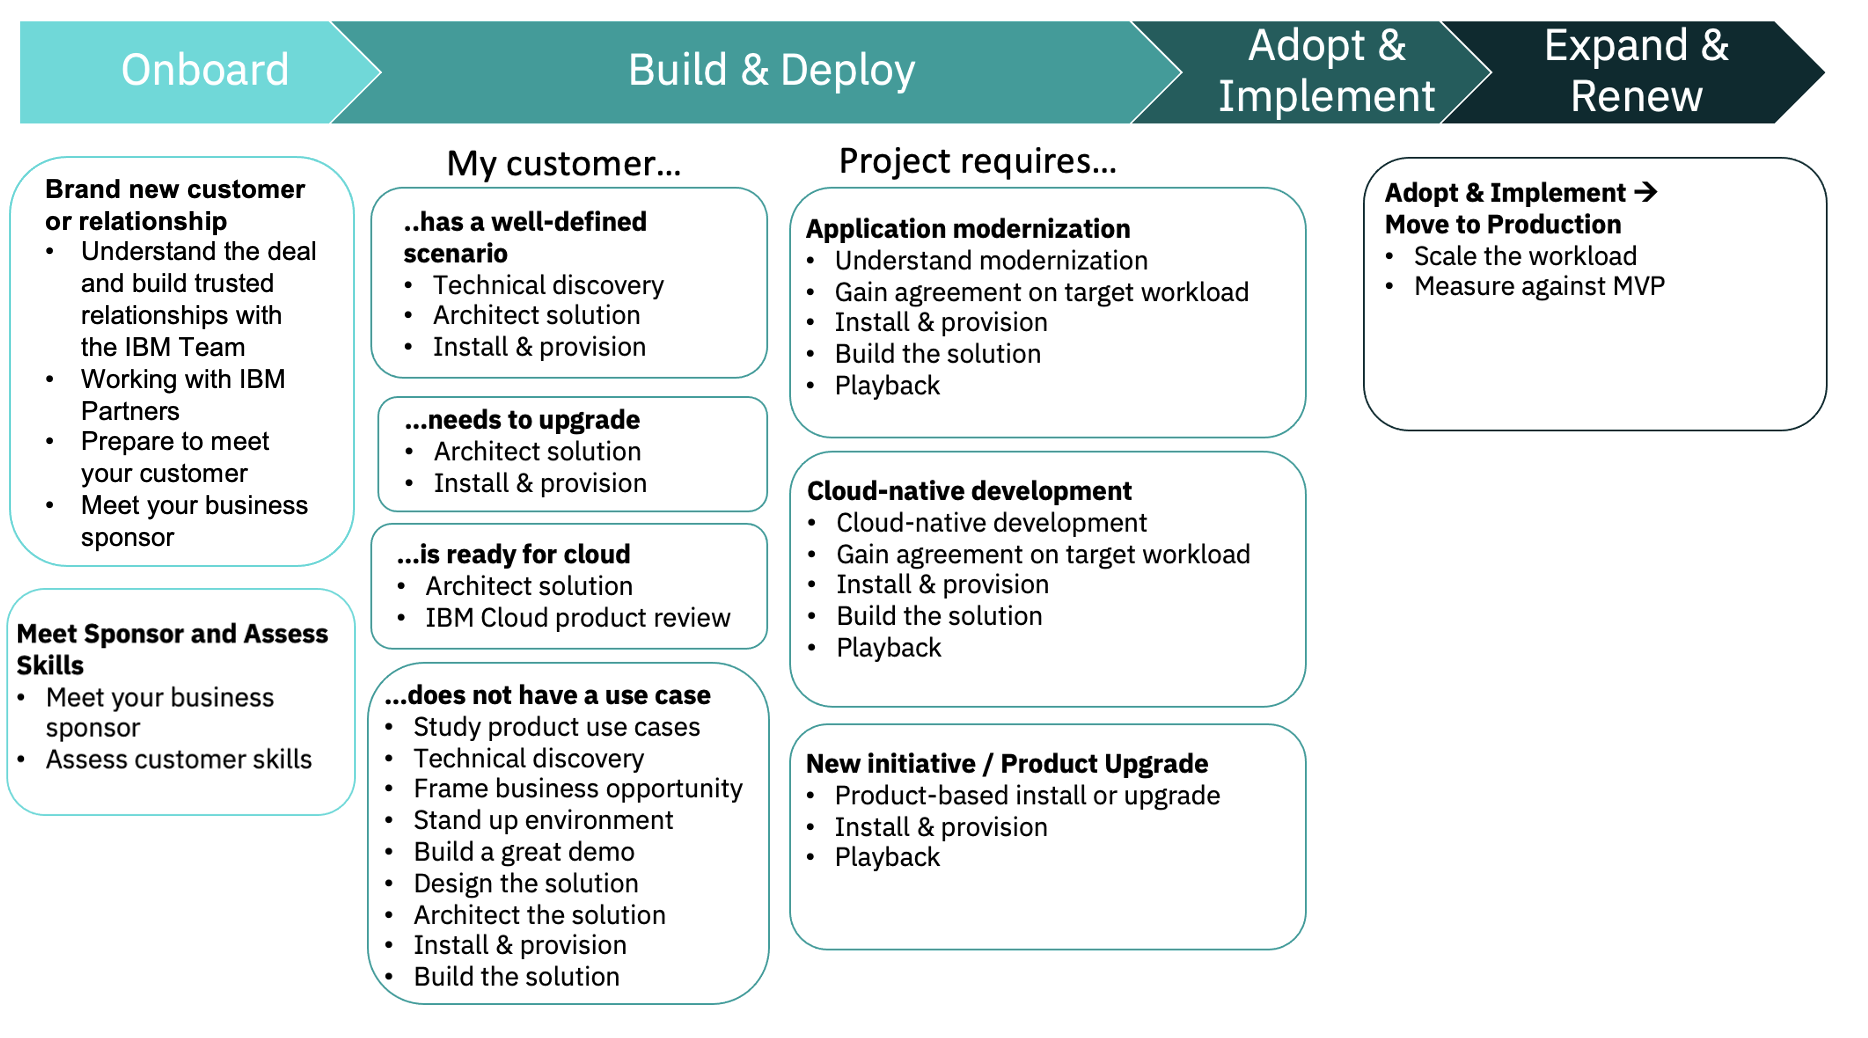 Onboard
Build & Deploy
Adopt &
Implement
Expand &
Renew
Brand new customer
or relationship
• Understand the deal
and build trusted
relationships with
the IBM Team
• Working with IBM
Partners
• Prepare to meet
your customer
• Meet your business
sponsor
Meet Sponsor and Assess
Skills
• Meet your business
sponsor
• Assess customer skills
My customer...
..has a well-defined
scenario
• Technical discovery
• Architect solution
• Install & provision
...needs to upgrade
• Architect solution
• Install & provision
...is ready for cloud
• Architect solution
• IBM Cloud product review
...does not have a use case
• Study product use cases
• Technical discovery
• Frame business opportunity
• Stand up environment
• Build a great demo
• Design the solution
• Architect the solution
• Install & provision
• Build the solution
Project requires...
Application modernization
• Understand modernization
• Gain agreement on target workload
• Install & provision
• Build the solution
• Playback
Cloud-native development
• Cloud-native development
• Gain agreement on target workload
• Install & provision
• Build the solution
• Playback
New initiative / Product Upgrade
• Product-based install or upgrade
• Install & provision
• Playback
Adopt & Implement →
Move to Production
• Scale the workload
• Measure against MVP